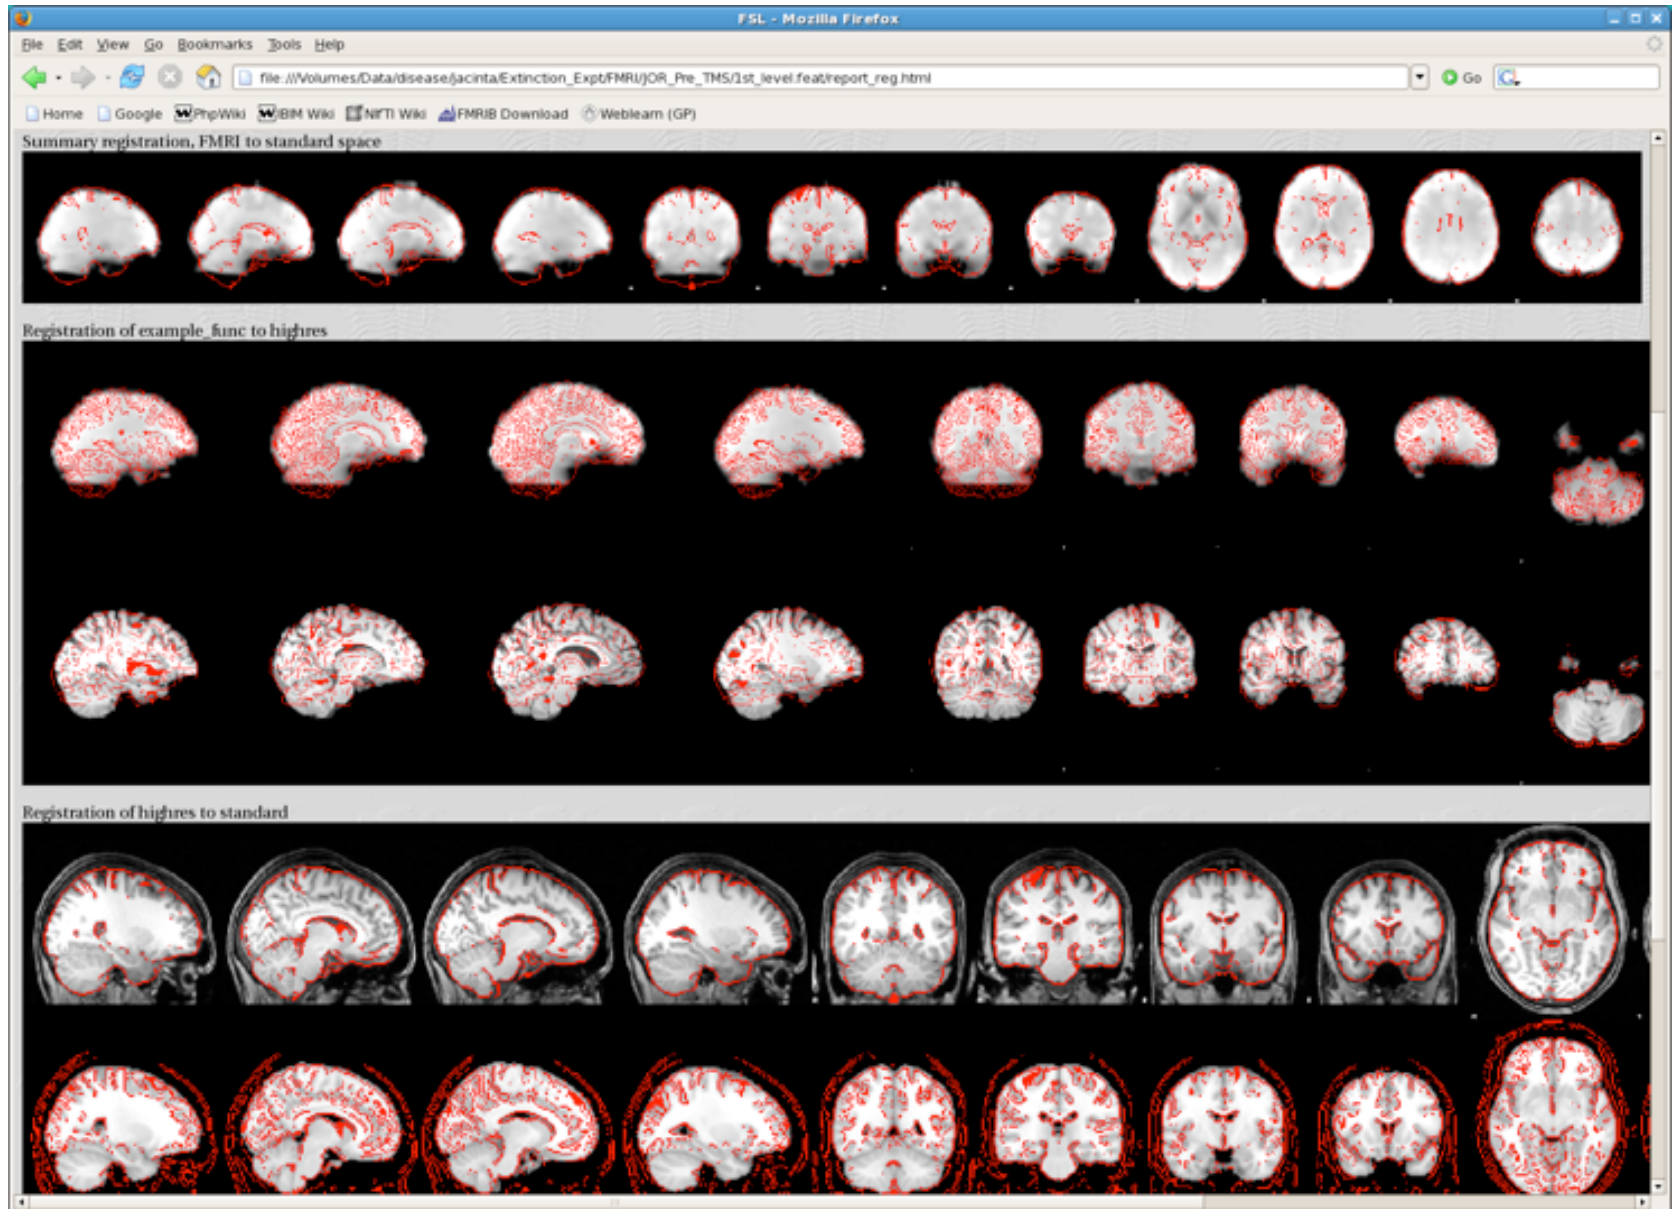 FSL - Mozilla Firefox
File Edit View Go Bookmarks Tools Help
file:///Volumes/Data/disease/jacinta/Extinction_Expt/FMRI/JOR_Pre_TMS/1st_level.feat/report_reg.html Go
Home Google PhpWiki IBIM Wiki NIfTI Wiki FMRIB Download Weblearn (GP)
Summary registration, FMRI to standard space
Registration of example_func to highres
Registration of highres to standard